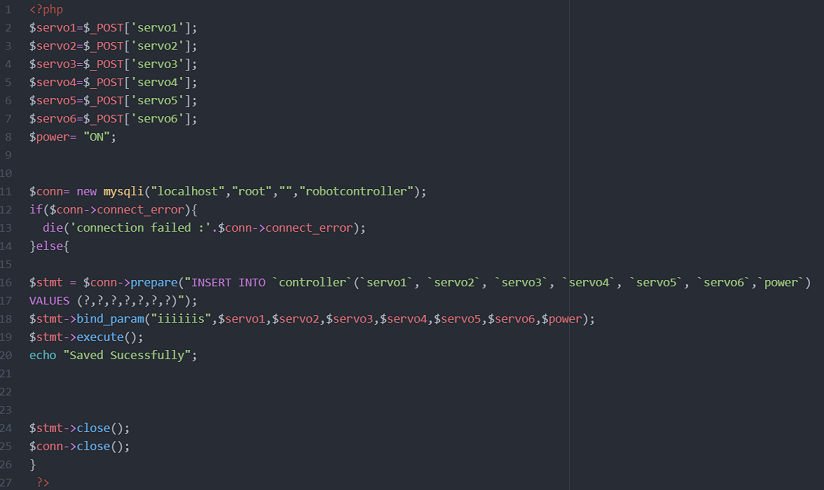 1 <?php
2 $servo1=$_POST['servo1'];
3 $servo2=$_POST['servo2'];
4 $servo3=$_POST['servo3'];
5 $servo4=$_POST['servo4'];
6 $servo5=$_POST['servo5'];
7 $servo6=$_POST['servo6'];
8 $power= "ON";
9
10
11 $conn= new mysqli("localhost","root","","robotcontroller");
12 if($conn->connect_error){
13   die('connection failed :'.$conn->connect_error);
14 }else{
15
16 $stmt = $conn->prepare("INSERT INTO `controller`(`servo1`, `servo2`, `servo3`, `servo4`, `servo5`, `servo6`,`power`)
17 VALUES (?,?,?,?,?,?,?)");
18 $stmt->bind_param("iiiiiis",$servo1,$servo2,$servo3,$servo4,$servo5,$servo6,$power);
19 $stmt->execute();
20 echo "Saved Sucessfully";
21
22
23
24 $stmt->close();
25 $conn->close();
26 }
27  ?>